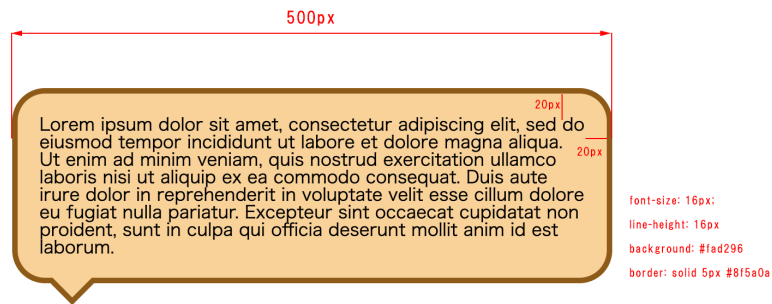 500px
20px
20px
Lorem ipsum dolor sit amet, consectetur adipiscing elit, sed do
eiusmod tempor incididunt ut labore et dolore magna aliqua.
Ut enim ad minim veniam, quis nostrud exercitation ullamco
laboris nisi ut aliquip ex ea commodo consequat. Duis aute
irure dolor in reprehenderit in voluptate velit esse cillum dolore
eu fugiat nulla pariatur. Excepteur sint occaecat cupidatat non
proident, sunt in culpa qui officia deserunt mollit anim id est
laborum.
font-size: 16px;
line-height: 16px
background: #fad296
border: solid 5px #8f5a0a